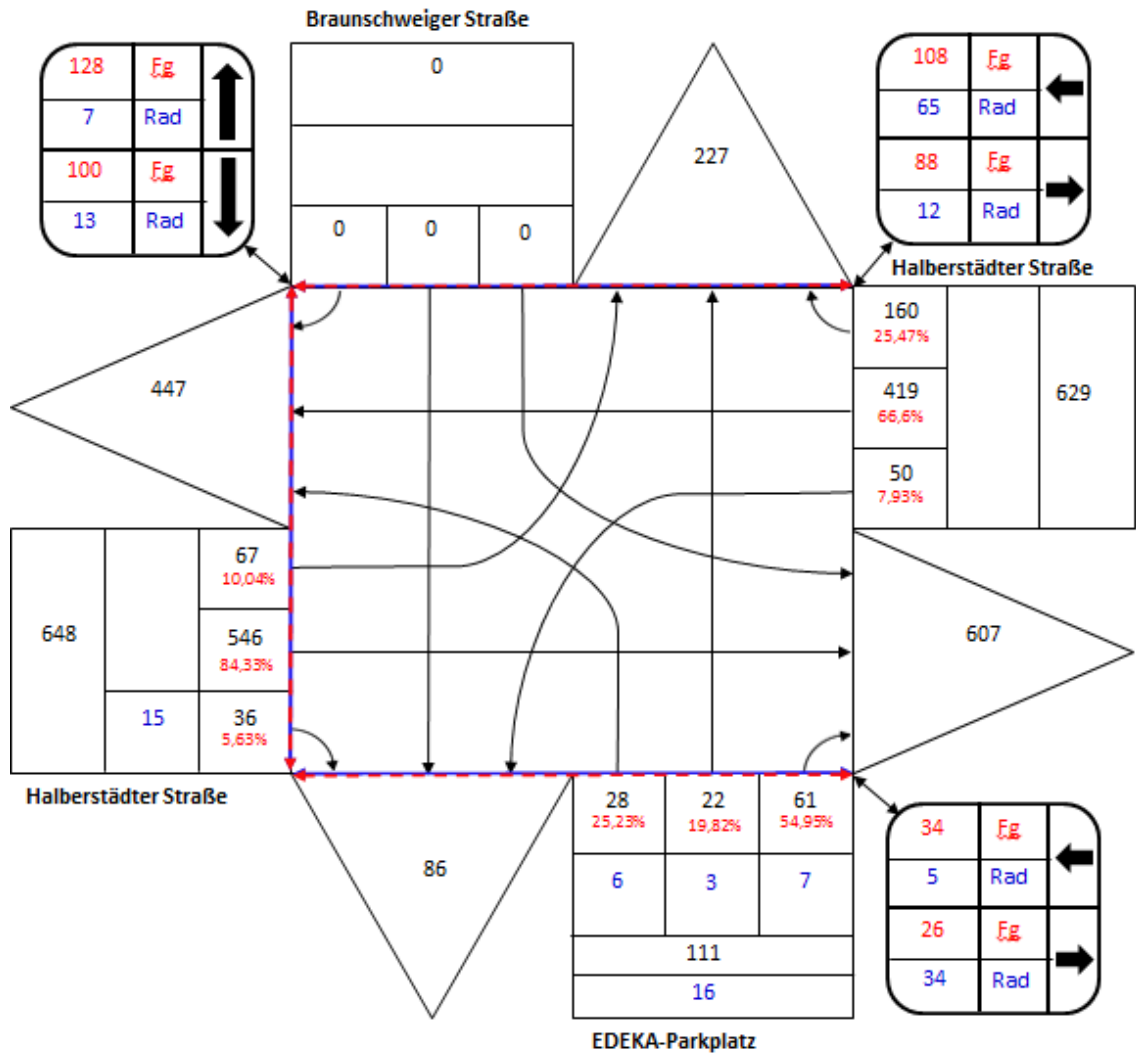 Braunschweiger Straße
128 Fg
7 Rad
100 Fg
13 Rad
0
0 0 0
227
108 Fg
65 Rad
88 Fg
12 Rad
Halberstädter Straße
160
25,47%
419
66,6%
50
7,93%
629
447
648
67
10,04%
546
84,33%
15
36
5,63%
Halberstädter Straße
607
86
28 22 61
25,23% 19,82% 54,95%
6 3 7
111
16
EDEKA-Parkplatz
34 Fg
5 Rad
26 Fg
34 Rad